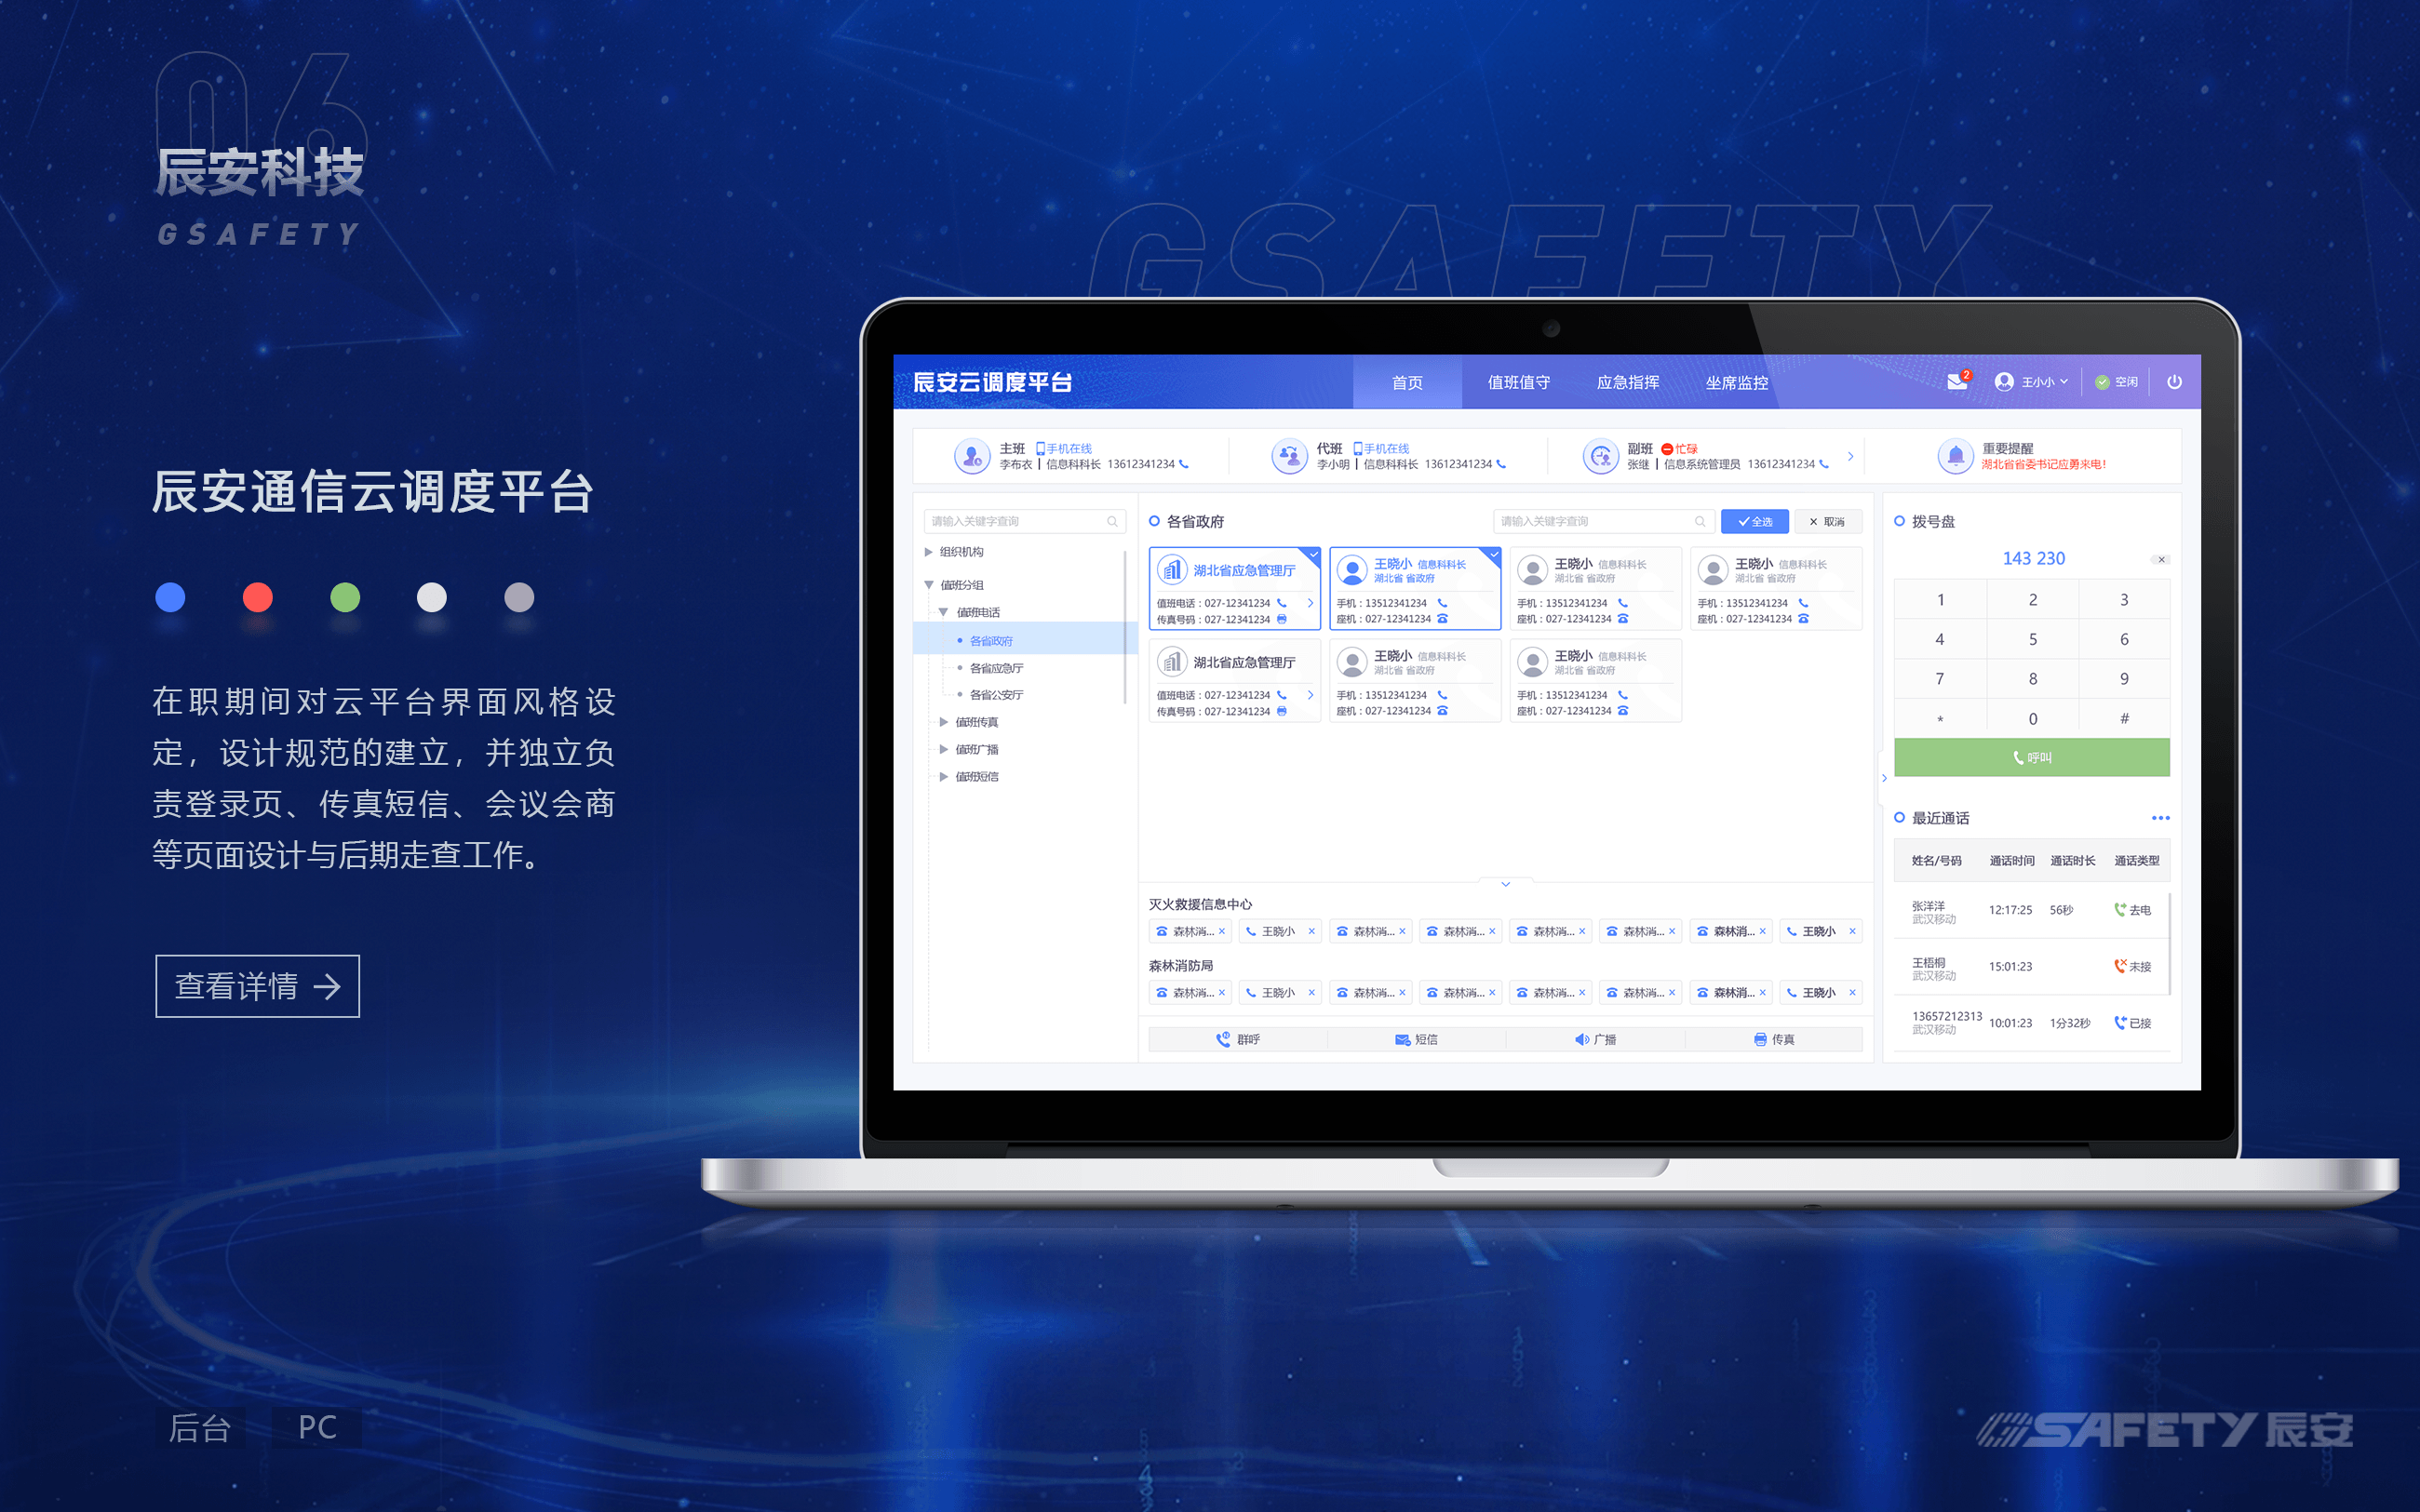 06
辰安科技
GSAFETY
GSAFETY
辰安通信云调度平台
在职期间对云平台界面风格设
定，设计规范的建立，并独立负
责登录页、传真短信、会议会商
等页面设计与后期走查工作。
查看详情
后台 PC
辰安云调度平台 首页 值班值守 应急指挥 坐席监控 2 王小小 空闲
主班 手机在线
李布衣 | 信息科科长 13612341234
代班 手机在线
李小明 | 信息科科长 13612341234
副班 忙碌
张继 | 信息系统管理员 13612341234
重要提醒
湖北省省委书记应勇来电！
请输入关键字查询
组织机构
值班分组
值班电话
各省政府
各省应急厅
各省公安厅
值班传真
值班广播
值班短信
各省政府 请输入关键字查询 全选 × 取消
湖北省应急管理厅
值班电话：027-12341234
传真号码：027-12341234
王晓小 信息科科长
湖北省 省政府
手机：13512341234
座机：027-12341234
王晓小 信息科科长
湖北省 省政府
手机：13512341234
座机：027-12341234
王晓小 信息科科长
湖北省 省政府
手机：13512341234
座机：027-12341234
湖北省应急管理厅
值班电话：027-12341234
传真号码：027-12341234
王晓小 信息科科长
湖北省 省政府
手机：13512341234
座机：027-12341234
王晓小 信息科科长
湖北省 省政府
手机：13512341234
座机：027-12341234
灭火救援信息中心
森林消... × 王晓小 × 森林消... × 森林消... × 森林消... × 森林消... × 森林消... × 王晓小 ×
森林消防局
森林消... × 王晓小 × 森林消... × 森林消... × 森林消... × 森林消... × 森林消... × 王晓小 ×
群呼 短信 广播 传真
拨号盘
143 230
1 2 3
4 5 6
7 8 9
* 0 #
呼叫
最近通话
姓名/号码 通话时间 通话时长 通话类型
张洋洋 12:17:25 56秒 去电
武汉移动
王梧桐 15:01:23 未接
武汉移动
13657212313 10:01:23 1分32秒 已接
武汉移动
GSAFETY 辰安